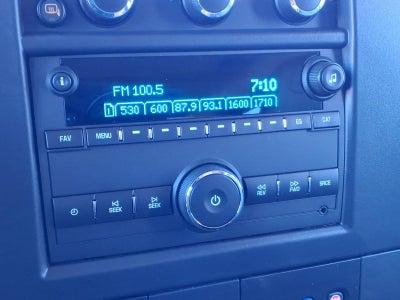 FM 100.5 7:10
1 530 600 87.9 93.1 1600 1710
FAV MENU EQ CAT
SEEK SEEK REV FWD SRCE